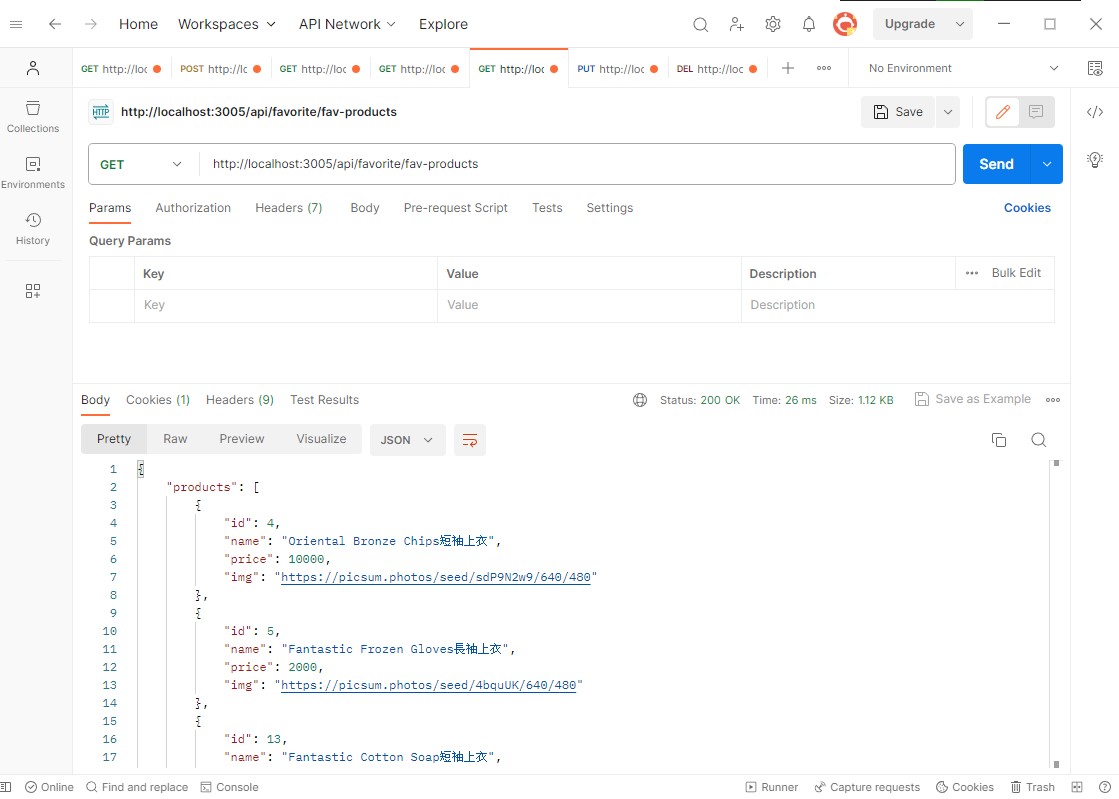 Home Workspaces API Network Explore Upgrade
GET http://loc POST http://lc GET http://loc GET http://loc GET http://loc PUT http://loc DEL http://loc No Environment
HTTP http://localhost:3005/api/favorite/fav-products Save
Collections
Environments
History
GET http://localhost:3005/api/favorite/fav-products Send
Params Authorization Headers (7) Body Pre-request Script Tests Settings Cookies
Query Params
Key Value Description Bulk Edit
Key Value Description
Body Cookies (1) Headers (9) Test Results Status: 200 OK Time: 26 ms Size: 1.12 KB Save as Example
Pretty Raw Preview Visualize JSON
1 {
2 "products": [
3 {
4 "id": 4,
5 "name": "Oriental Bronze Chips短袖上衣",
6 "price": 10000,
7 "img": "https://picsum.photos/seed/sdP9N2w9/640/480"
8 },
9 {
10 "id": 5,
11 "name": "Fantastic Frozen Gloves長袖上衣",
12 "price": 2000,
13 "img": "https://picsum.photos/seed/4bquUK/640/480"
14 },
15 {
16 "id": 13,
17 "name": "Fantastic Cotton Soap短袖上衣",
Online Find and replace Console Runner Capture requests Cookies Trash